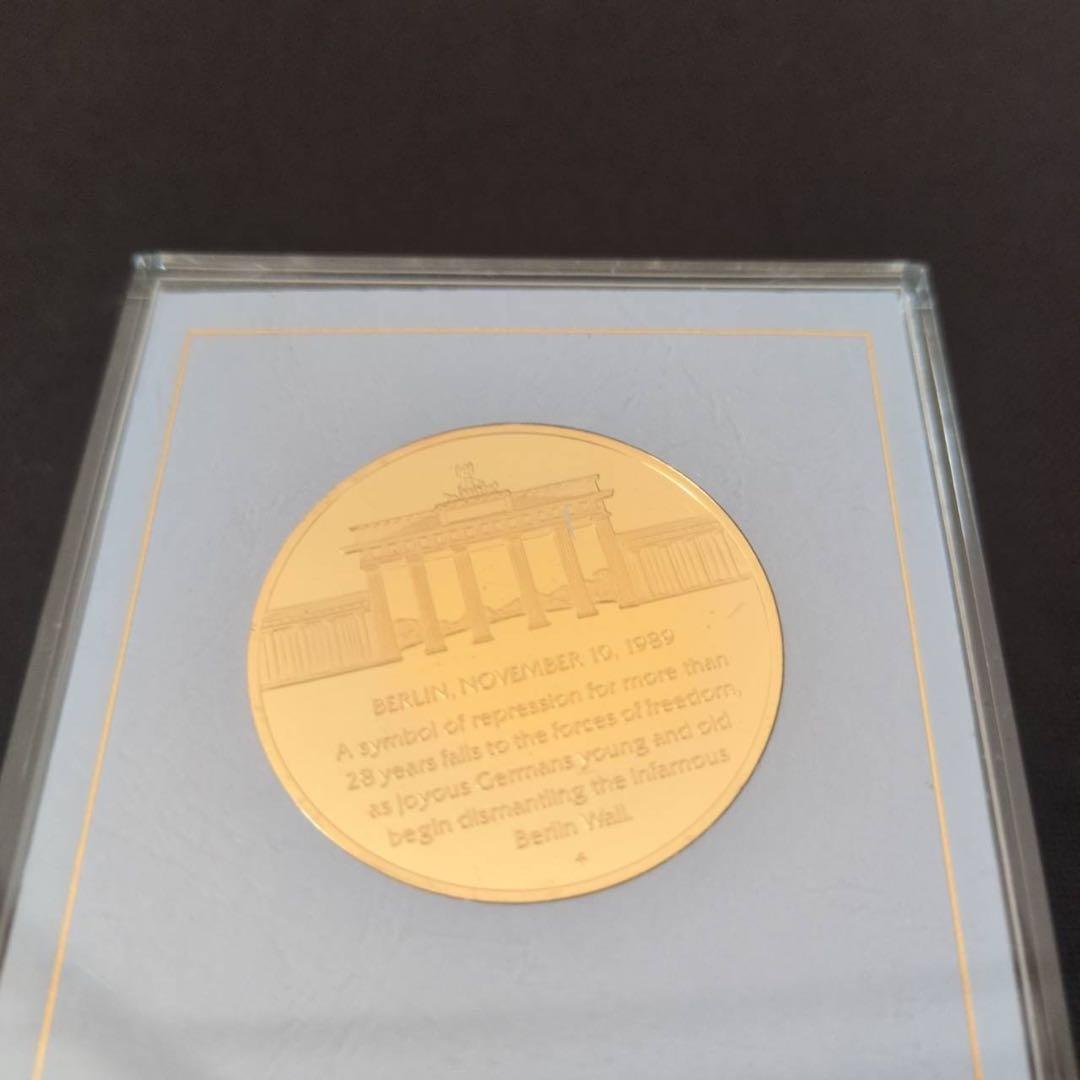 BERLIN, NOVEMBER 10, 1989
A symbol of repression for more than
28 years falls to the forces of freedom,
as joyous Germans young and old
begin dismantling the infamous
Berlin Wall.